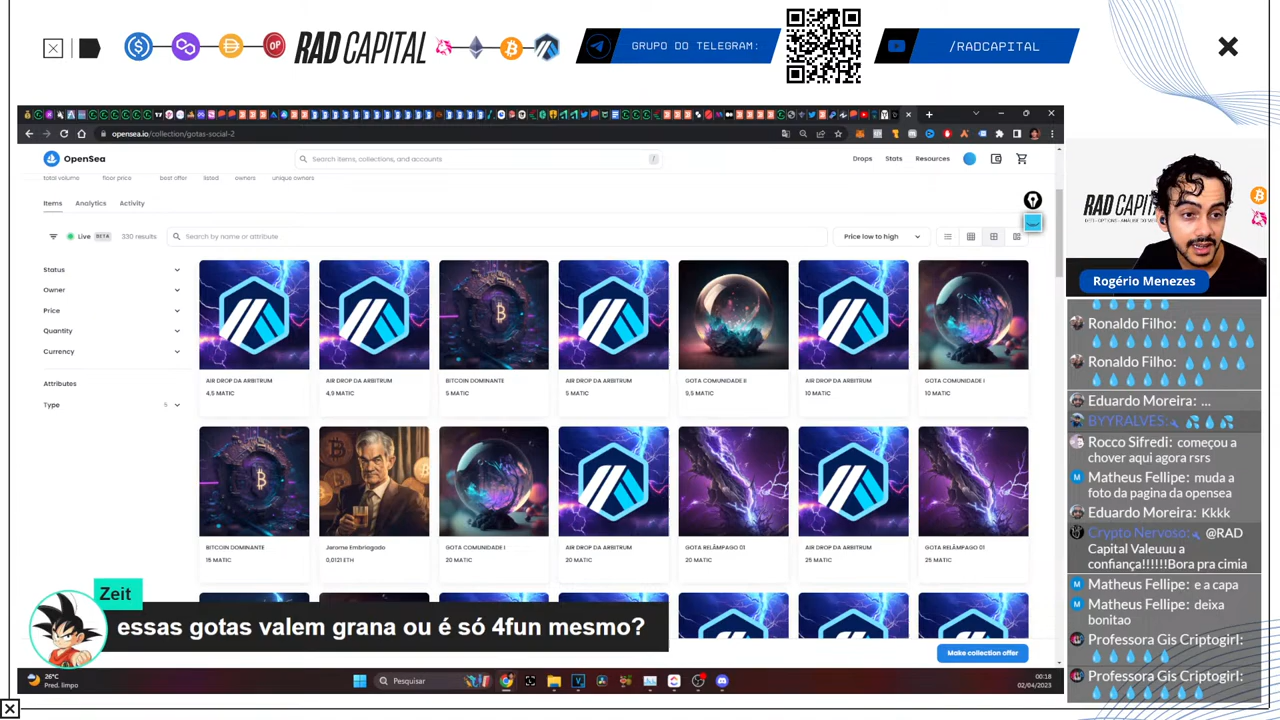 RAD CAPITAL
GRUPO DO TELEGRAM:
/RADCAPITAL
opensea.io/collection/gotas-social-2
OpenSea
Search items, collections, and accounts
/
Drops
Stats
Resources
total volume
floor price
best offer
listed
owners
unique owners
Items
Analytics
Activity
Live BETA
330 results
Search by name or attribute
Price low to high
Status
Owner
Price
Quantity
Currency
Attributes
Type
AIR DROP DA ARBITRUM
4,5 MATIC
AIR DROP DA ARBITRUM
4,9 MATIC
BITCOIN DOMINANTE
5 MATIC
AIR DROP DA ARBITRUM
5 MATIC
GOTA COMUNIDADE II
9,5 MATIC
AIR DROP DA ARBITRUM
10 MATIC
GOTA COMUNIDADE I
10 MATIC
BITCOIN DOMINANTE
15 MATIC
Jerome Embriagado
0,0121 ETH
GOTA COMUNIDADE I
20 MATIC
AIR DROP DA ARBITRUM
20 MATIC
GOTA RELÂMPAGO 01
20 MATIC
AIR DROP DA ARBITRUM
25 MATIC
GOTA RELÂMPAGO 01
25 MATIC
Make collection offer
Zeit
essas gotas valem grana ou é só 4fun mesmo?
26°C
Pred. limpo
Pesquisar
00:18
02/04/2023
RAD CAPIT
Rogério Menezes
Ronaldo Filho:
Ronaldo Filho:
Eduardo Moreira: ...
BYYRALVES:
Rocco Sifredi: começou a
chover aqui agora rsrs
Matheus Fellipe: muda a
foto da pagina da opensea
Eduardo Moreira: Kkkk
Crypto Nervoso: @RAD
Capital Valeuuu a
confiança!!!!!!Bora pra cimia
Matheus Fellipe: e a capa
Matheus Fellipe: deixa
bonitao
Professora Gis Criptogirl:
Professora Gis Criptogirl: